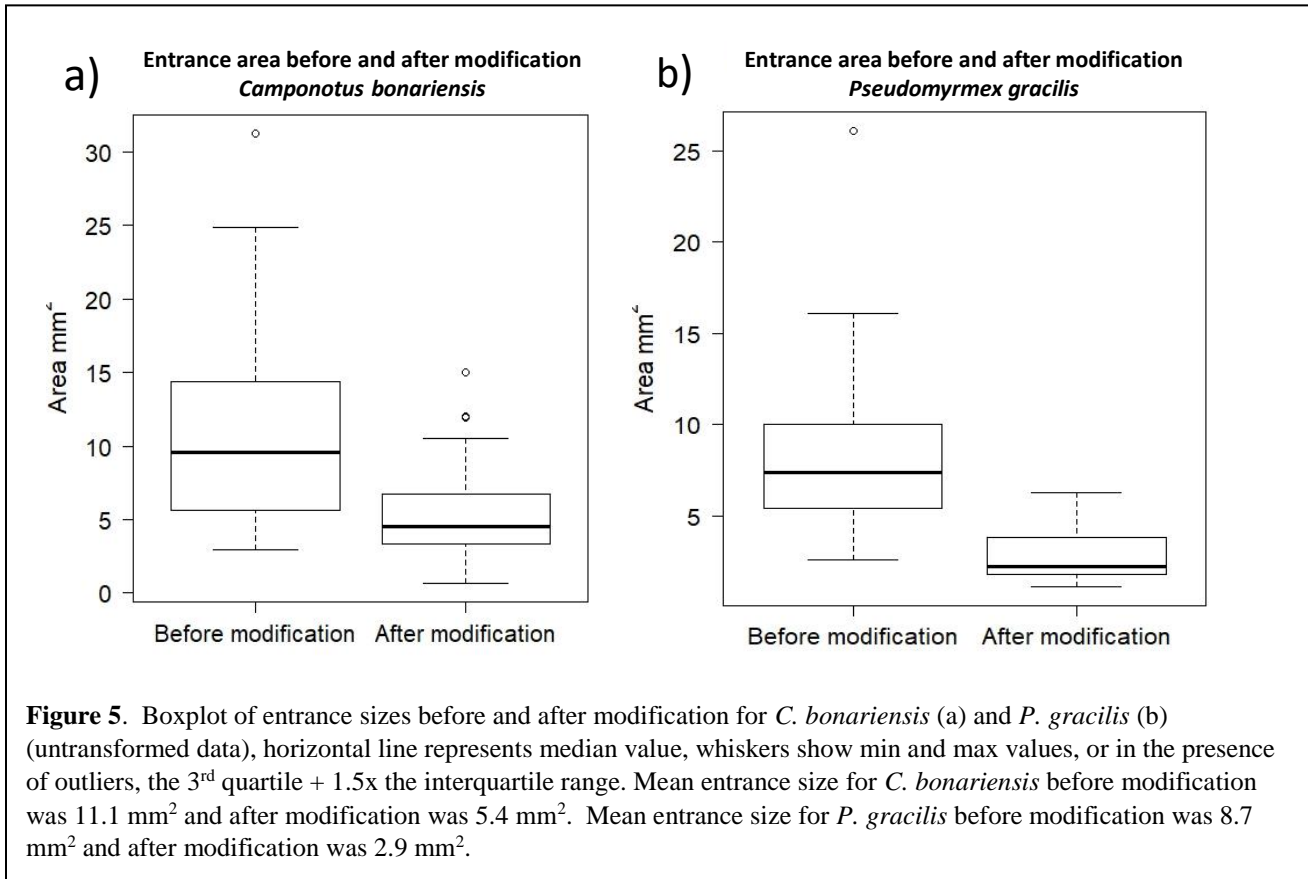 a)
Entrance area before and after modification
Camponotus bonariensis
30
25
20
15
10
5
0
Area mm²
Before modification After modification
b)
Entrance area before and after modification
Pseudomyrmex gracilis
25
20
15
10
5
Area mm²
Before modification After modification
Figure 5. Boxplot of entrance sizes before and after modification for C. bonariensis (a) and P. gracilis (b)
(untransformed data), horizontal line represents median value, whiskers show min and max values, or in the presence
of outliers, the 3rd quartile + 1.5x the interquartile range. Mean entrance size for C. bonariensis before modification
was 11.1 mm² and after modification was 5.4 mm². Mean entrance size for P. gracilis before modification was 8.7
mm² and after modification was 2.9 mm².